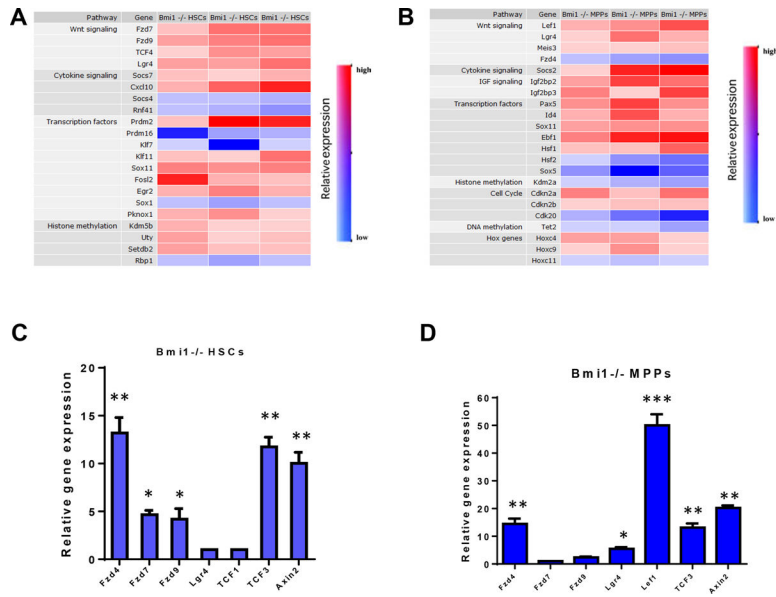 A
Pathway Gene Bmi1 -/- HSCs Bmi1 -/- HSCs Bmi1 -/- HSCs
Wnt signaling Fzd7
Fzd9
TCF4
Lgr4
Cytokine signaling Socs7
Cxcl10
Socs4
Rnf41
Transcription factors Prdm2
Prdm16
Klf7
Klf11
Sox11
Fosl2
Egr2
Sox1
Pknox1
Histone methylation Kdm5b
Uty
Setdb2
Rbp1
high
Relative expression
low
B
Pathway Gene Bmi1 -/- MPPs Bmi1 -/- MPPs Bmi1 -/- MPPs
Wnt signaling Lef1
Lgr4
Meis3
Fzd4
Cytokine signaling Socs2
IGF signaling Igf2bp2
Igf2bp3
Transcription factors Pax5
Id4
Sox11
Ebf1
Hsf1
Hsf2
Sox5
Histone methylation Kdm2a
Cell Cycle Cdkn2a
Cdkn2b
Cdk20
DNA methylation Tet2
Hox genes Hoxc4
Hoxc9
Hoxc11
high
Relative expression
low
C
Bmi1-/- HSCs
Relative gene expression
20
15
10
5
0
**
*
*
**
**
Fzd4 Fzd7 Fzd9 Lgr4 TCF1 TCF3 Axin2
D
Bmi1-/- MPPs
Relative gene expression
60
50
40
30
20
10
0
**
*
***
**
**
Fzd4 Fzd7 Fzd9 Lgr4 Lef1 TCF3 Axin2